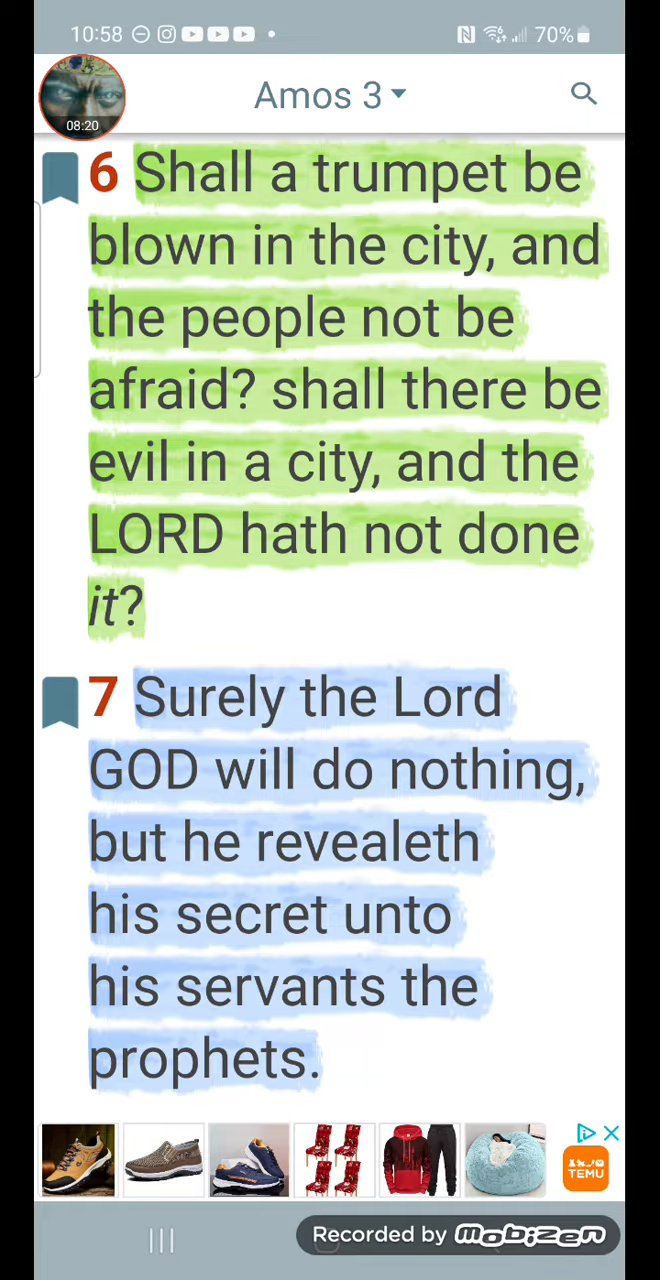 10:58
70%
08:20
Amos 3
6 Shall a trumpet be
blown in the city, and
the people not be
afraid? shall there be
evil in a city, and the
LORD hath not done
it?
7 Surely the Lord
GOD will do nothing,
but he revealeth
his secret unto
his servants the
prophets.
TEMU
Recorded by mobizen